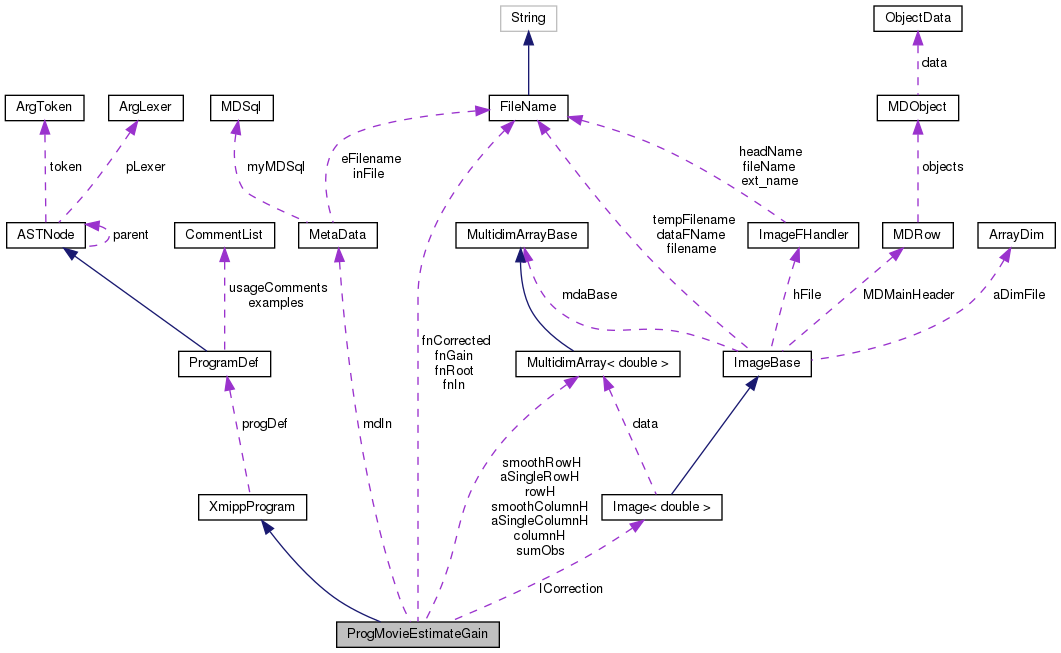 String
ObjectData
data
ArgToken
ArgLexer
MDSql
FileName
MDObject
token
pLexer
myMDSql
eFilename
inFile
headName
fileName
ext_name
objects
ASTNode
parent
CommentList
MetaData
MultidimArrayBase
tempFilename
dataFName
filename
ImageFHandler
MDRow
ArrayDim
usageComments
examples
mdaBase
hFile
MDMainHeader
aDimFile
fnCorrected
fnGain
fnRoot
fnIn
ProgramDef
MultidimArray< double >
ImageBase
progDef
mdIn
data
smoothRowH
aSingleRowH
rowH
smoothColumnH
aSingleColumnH
columnH
sumObs
XmippProgram
Image< double >
ICorrection
ProgMovieEstimateGain